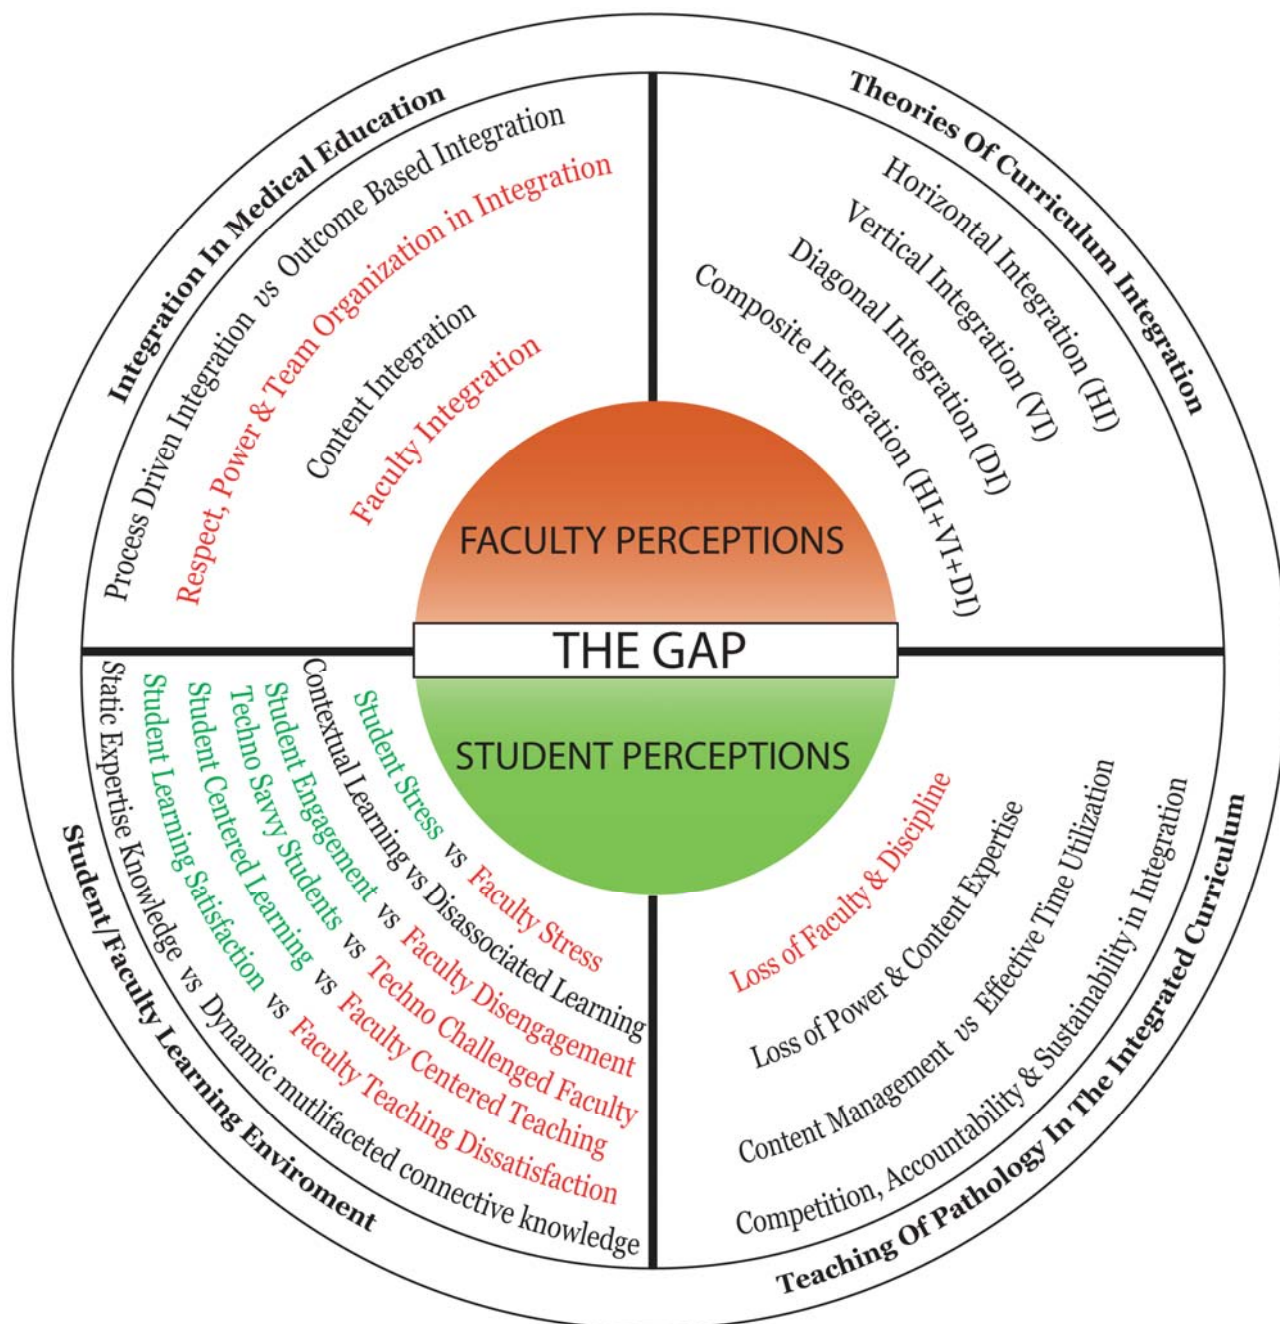 Integration In Medical Education
Process Driven Integration vs Outcome Based Integration
Respect, Power & Team Organization in Integration
Content Integration
Faculty Integration
Theories Of Curriculum Integration
Horizontal Integration (HI)
Vertical Integration (VI)
Diagonal Integration (DI)
Composite Integration (HI+VI+DI)
FACULTY PERCEPTIONS
THE GAP
STUDENT PERCEPTIONS
Student/Faculty Learning Enviroment
Static Expertise Knowledge vs Dynamic mutlifaceted connective knowledge
Student Learning Satisfaction vs Faculty Teaching Dissatisfaction
Student Centered Learning vs Faculty Centered Teaching
Techno Savvy Students vs Techno Challenged Faculty
Student Engagement vs Faculty Disengagement
Contextual Learning vs Disassociated Learning
Student Stress vs Faculty Stress
Loss of Faculty & Discipline
Loss of Power & Content Expertise
Content Management vs Effective Time Utilization
Competition, Accountability & Sustainability in Integration
Teaching Of Pathology In The Integrated Curriculum